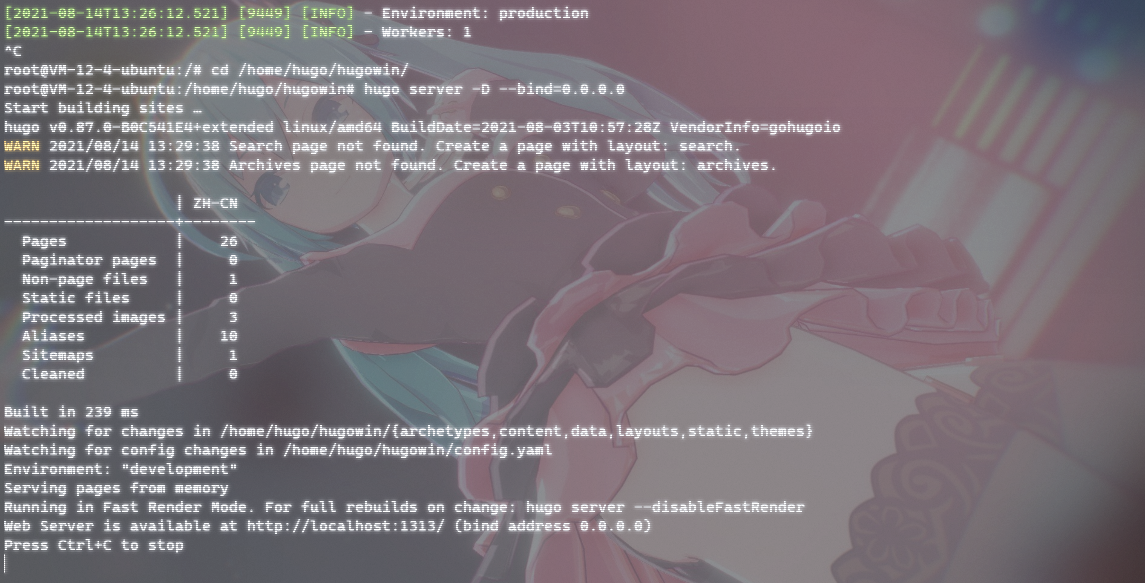 [2021-08-14T13:26:12.521] [9449] [INFO] - Environment: production
[2021-08-14T13:26:12.521] [9449] [INFO] - Workers: 1
^C
root@VM-12-4-ubuntu:/# cd /home/hugo/hugowin/
root@VM-12-4-ubuntu:/home/hugo/hugowin# hugo server -D --bind=0.0.0.0
Start building sites …
hugo v0.87.0-B0C541E4+extended linux/amd64 BuildDate=2021-08-03T10:57:28Z VendorInfo=gohugoio
WARN 2021/08/14 13:29:38 Search page not found. Create a page with layout: search.
WARN 2021/08/14 13:29:38 Archives page not found. Create a page with layout: archives.
                   | ZH-CN
-------------------+--------
  Pages            |    26
  Paginator pages  |     0
  Non-page files   |     1
  Static files     |     0
  Processed images |     3
  Aliases          |    10
  Sitemaps         |     1
  Cleaned          |     0
Built in 239 ms
Watching for changes in /home/hugo/hugowin/{archetypes,content,data,layouts,static,themes}
Watching for config changes in /home/hugo/hugowin/config.yaml
Environment: "development"
Serving pages from memory
Running in Fast Render Mode. For full rebuilds on change: hugo server --disableFastRender
Web Server is available at http://localhost:1313/ (bind address 0.0.0.0)
Press Ctrl+C to stop